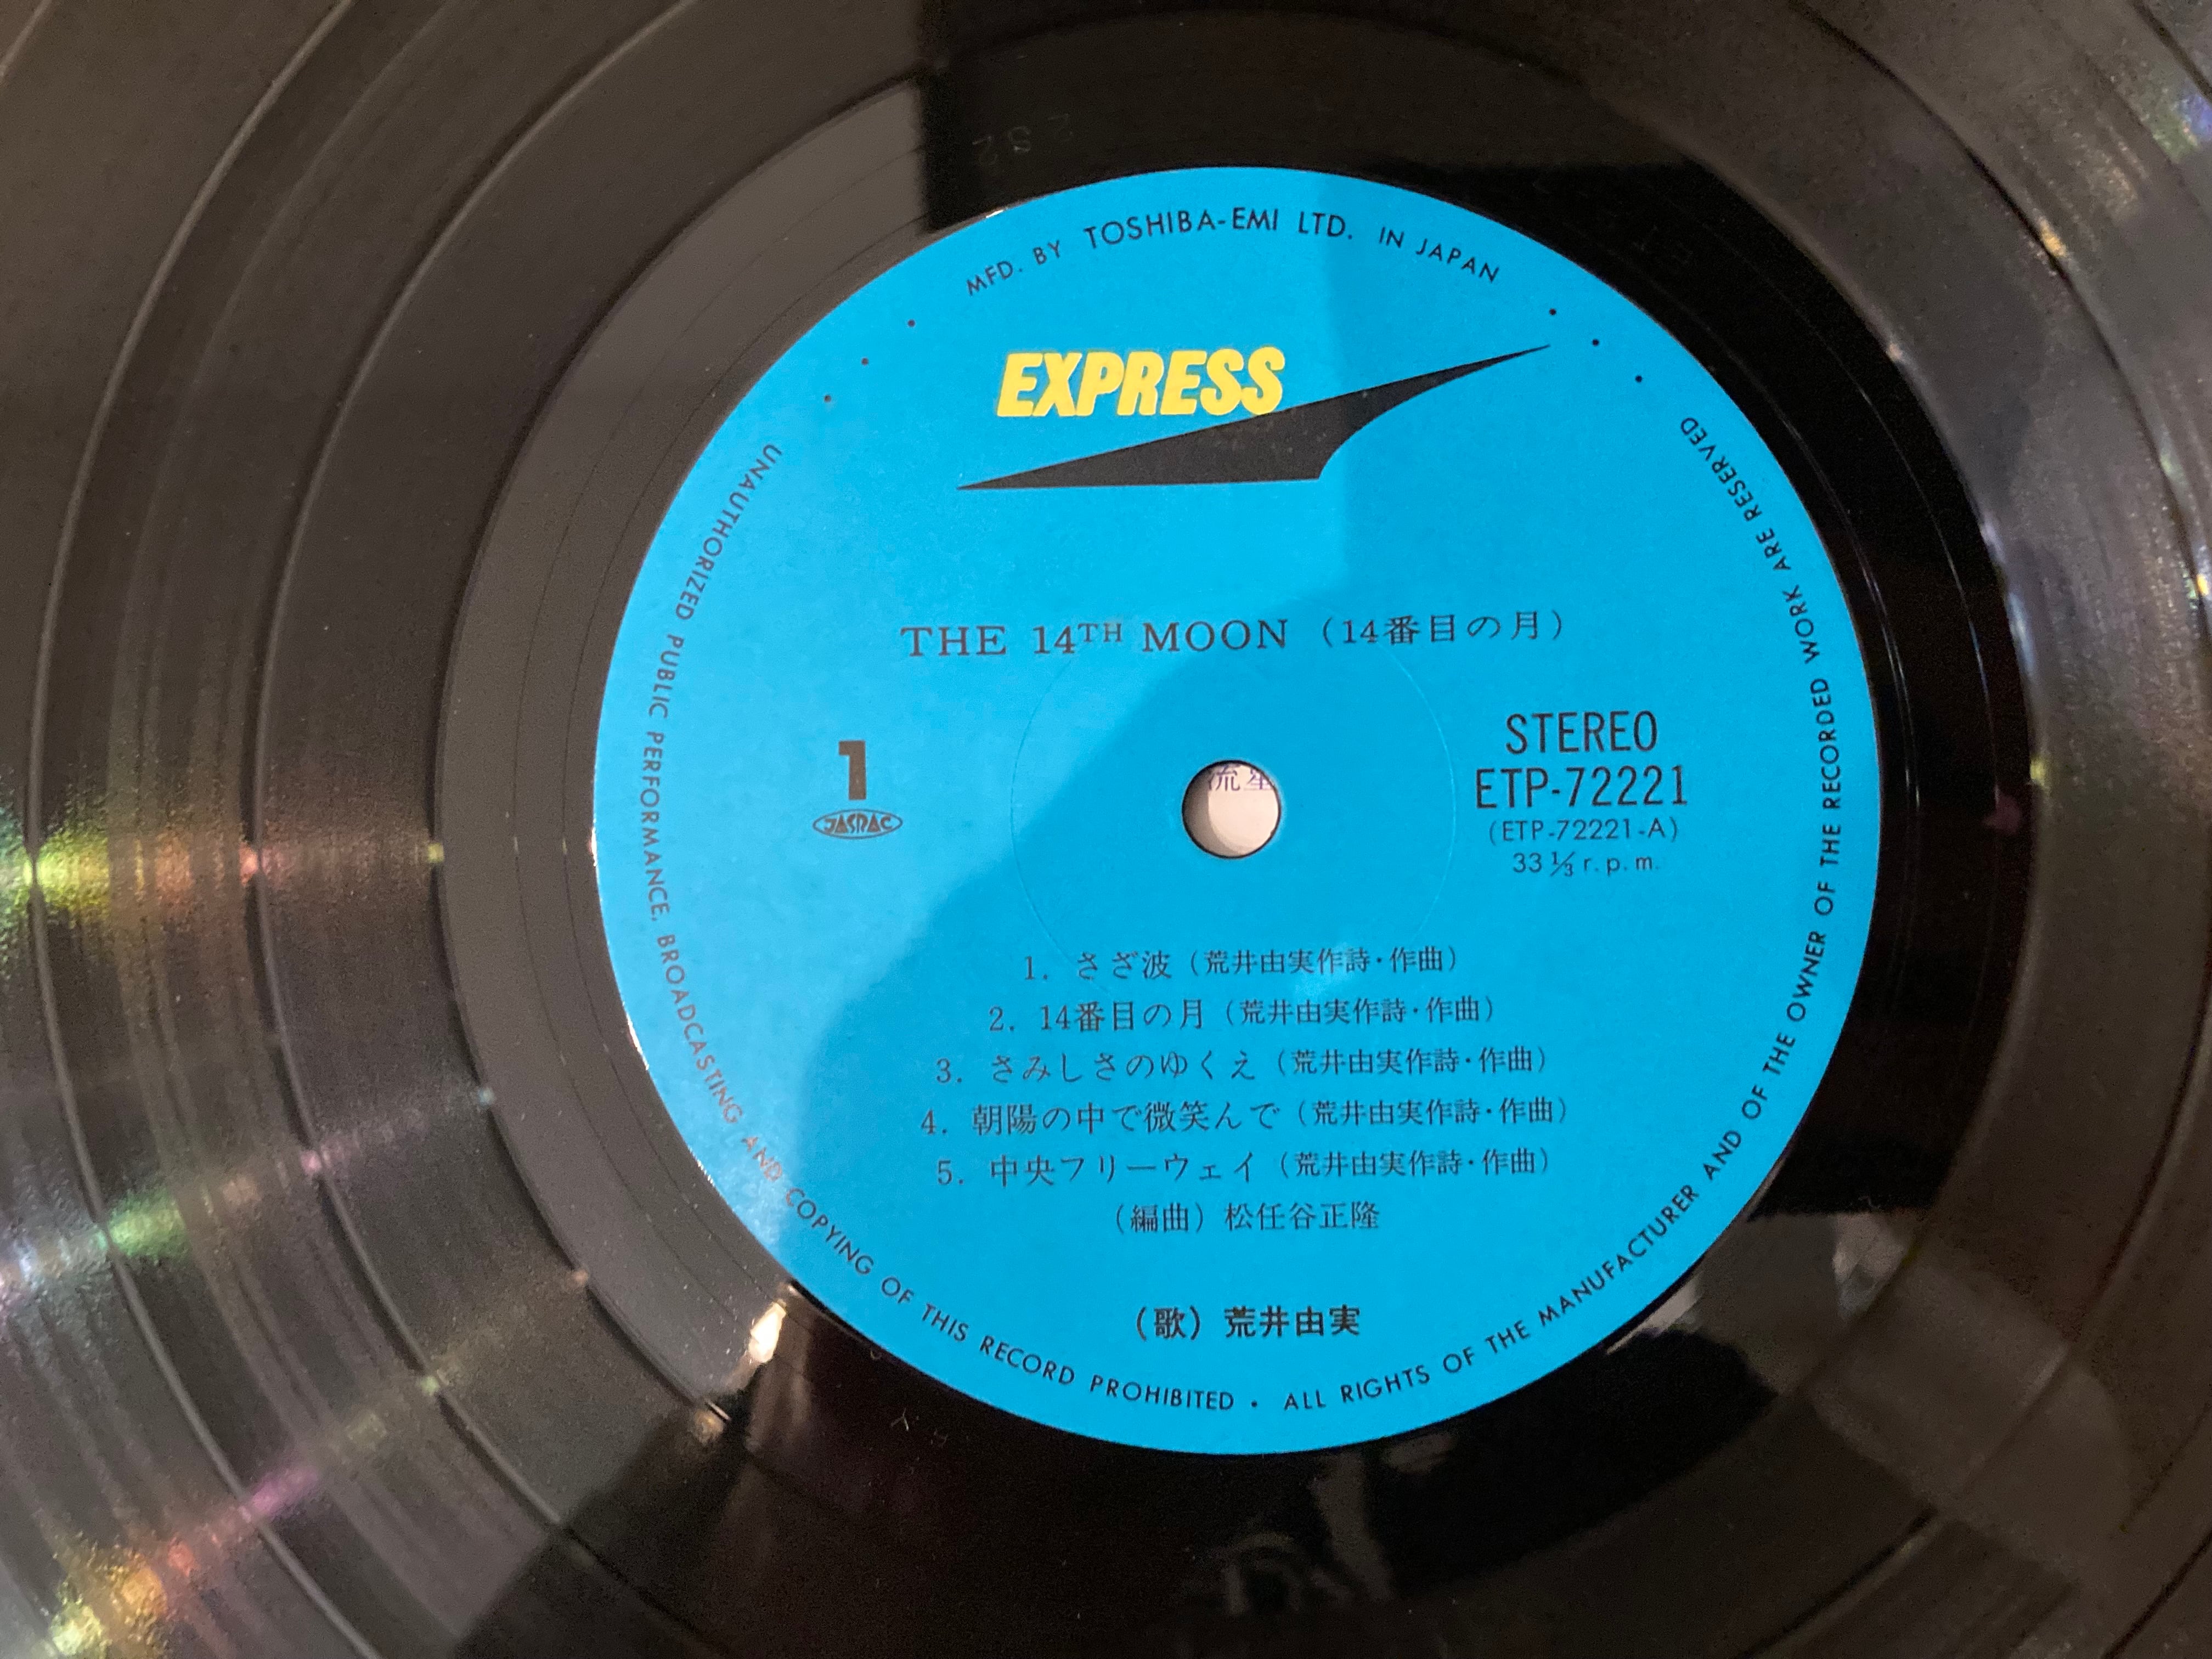 MFD. BY TOSHIBA-EMI LTD. IN JAPAN
EXPRESS
THE 14TH MOON (14番目の月)
1
JASRAC
STEREO
ETP-72221
(ETP-72221-A)
33⅓ r.p.m.
流星
1. さざ波 (荒井由実作詩・作曲)
2. 14番目の月 (荒井由実作詩・作曲)
3. さみしさのゆくえ (荒井由実作詩・作曲)
4. 朝陽の中で微笑んで (荒井由実作詩・作曲)
5. 中央フリーウェイ (荒井由実作詩・作曲)
(編曲) 松任谷正隆
(歌) 荒井由実
UNAUTHORIZED PUBLIC PERFORMANCE, BROADCASTING AND COPYING OF THIS RECORD PROHIBITED • ALL RIGHTS OF THE MANUFACTURER AND OF THE OWNER OF THE RECORDED WORK ARE RESERVED